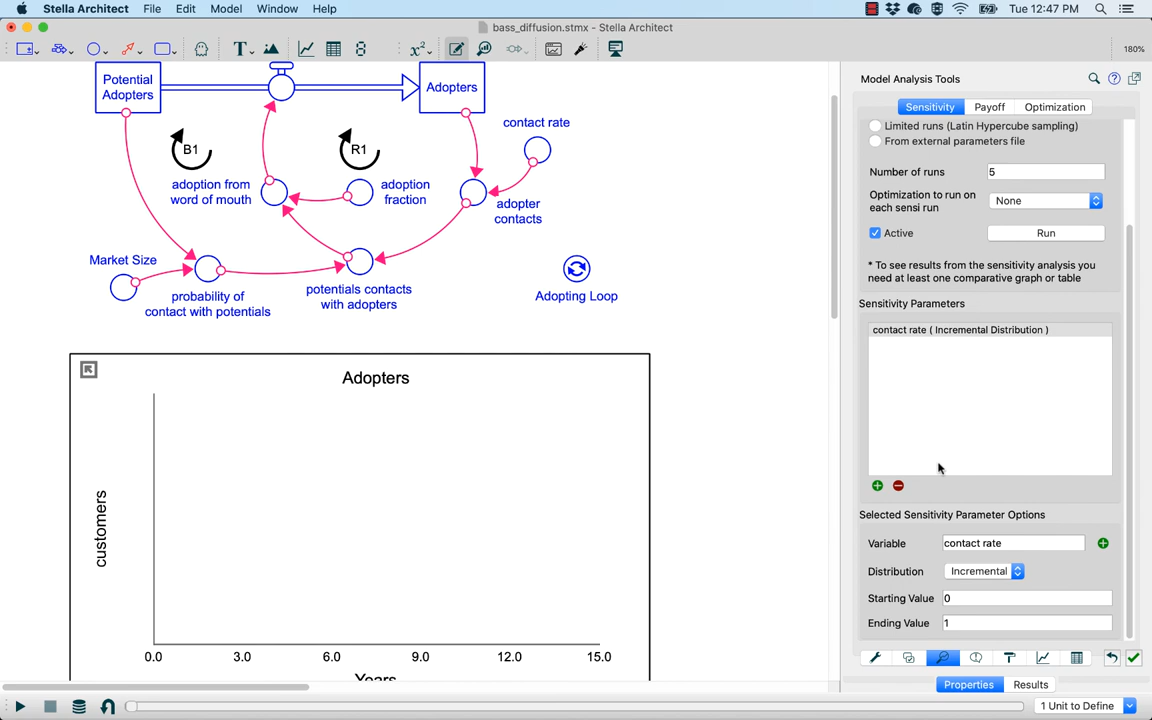 Stella Architect File Edit Model Window Help Tue 12:47 PM
bass_diffusion.stmx - Stella Architect
T x² 180%
Potential
Adopters
Adopters
contact rate
B1
R1
adoption from
word of mouth
adoption
fraction
adopter
contacts
Market Size
probability of
contact with potentials
potentials contacts
with adopters
Adopting Loop
Adopters
customers
0.0 3.0 6.0 9.0 12.0 15.0
Years
Model Analysis Tools
Sensitivity Payoff Optimization
Limited runs (Latin Hypercube sampling)
From external parameters file
Number of runs 5
Optimization to run on
each sensi run
None
Active Run
* To see results from the sensitivity analysis you
need at least one comparative graph or table
Sensitivity Parameters
contact rate ( Incremental Distribution )
Selected Sensitivity Parameter Options
Variable contact rate
Distribution Incremental
Starting Value 0
Ending Value 1
Properties Results
1 Unit to Define